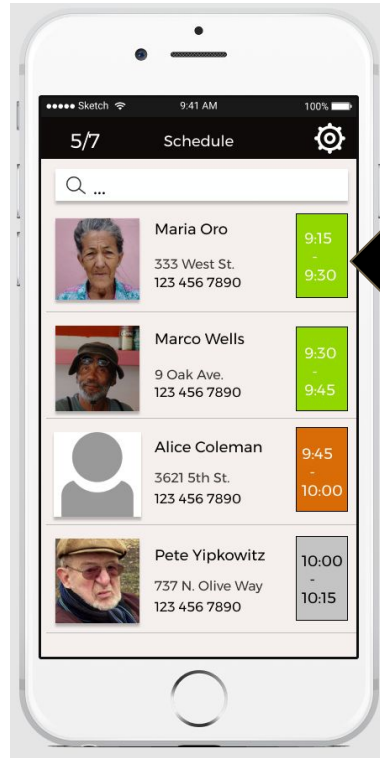 Sketch 9:41 AM 100%
5/7 Schedule
...
Maria Oro
333 West St.
123 456 7890
9:15
-
9:30
Marco Wells
9 Oak Ave.
123 456 7890
9:30
-
9:45
Alice Coleman
3621 5th St.
123 456 7890
9:45
-
10:00
Pete Yipkowitz
737 N. Olive Way
123 456 7890
10:00
-
10:15